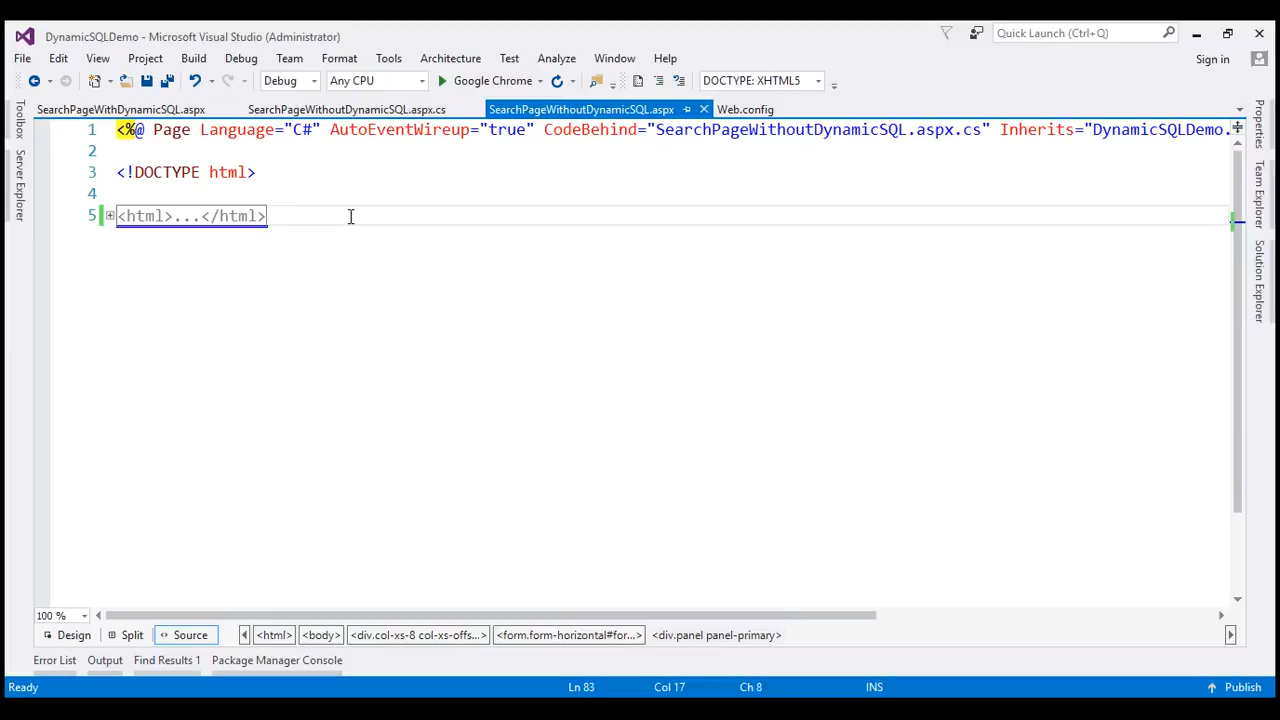 DynamicSQLDemo - Microsoft Visual Studio (Administrator)
Quick Launch (Ctrl+Q)
File Edit View Project Build Debug Team Format Tools Architecture Test Analyze Window Help
Sign in
Debug Any CPU Google Chrome DOCTYPE: XHTML5
SearchPageWithDynamicSQL.aspx SearchPageWithoutDynamicSQL.aspx.cs SearchPageWithoutDynamicSQL.aspx Web.config
Toolbox
Server Explorer
1 <%@ Page Language="C#" AutoEventWireup="true" CodeBehind="SearchPageWithoutDynamicSQL.aspx.cs" Inherits="DynamicSQLDemo.
2
3 <!DOCTYPE html>
4
5 <html>...</html>
Properties
Team Explorer
Solution Explorer
100 %
Design Split Source <html> <body> <div.col-xs-8 col-xs-offs...> <form.form-horizontal#for...> <div.panel panel-primary>
Error List Output Find Results 1 Package Manager Console
Ready Ln 83 Col 17 Ch 8 INS Publish